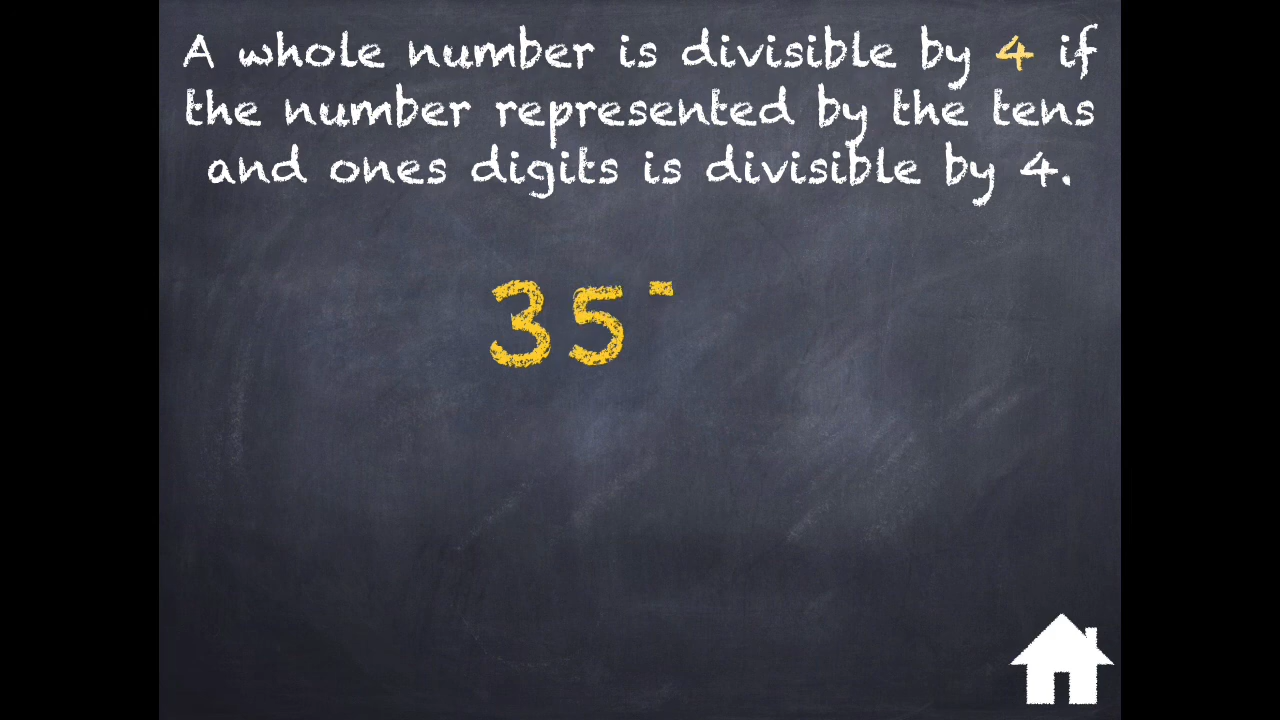 A whole number is divisible by 4 if
the number represented by the tens
and ones digits is divisible by 4.
35